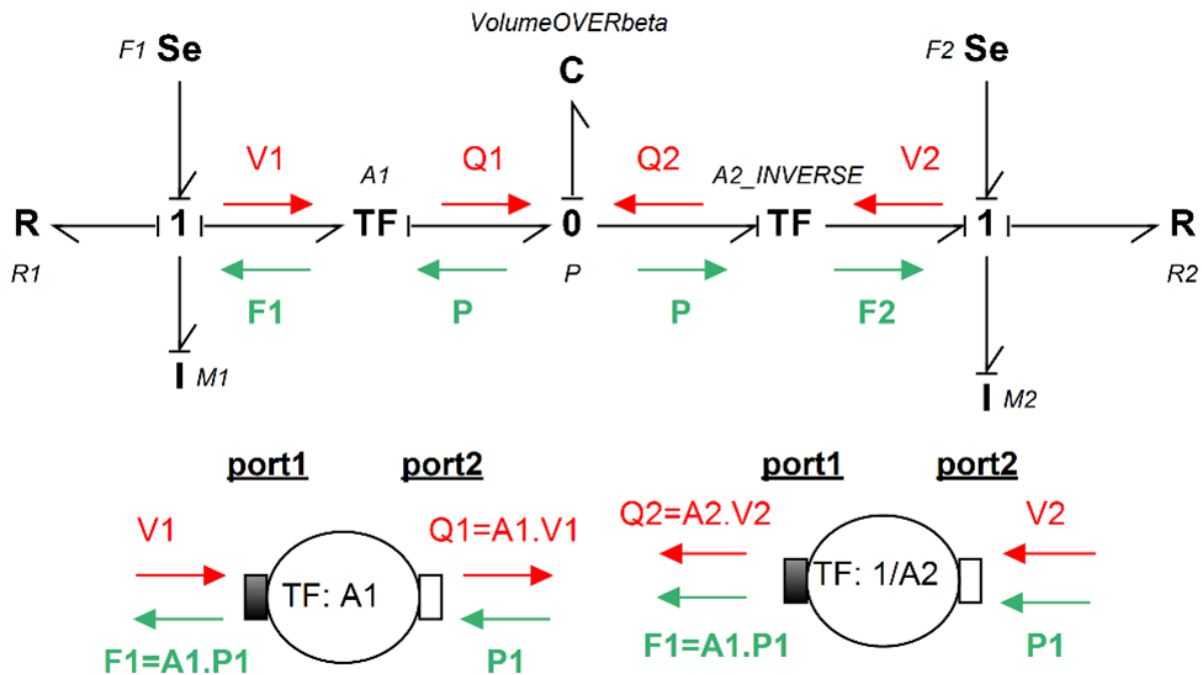 VolumeOVERbeta
F1 Se
C
F2 Se
V1
A1
Q1
Q2
A2_INVERSE
V2
R 1 TF 0 TF 1 R
R1
F1
P
P
P
F2
R2
I M1
I M2
port1 port2
port1 port2
V1
Q1=A1.V1
TF: A1
F1=A1.P1
P1
Q2=A2.V2
V2
TF: 1/A2
F1=A1.P1
P1